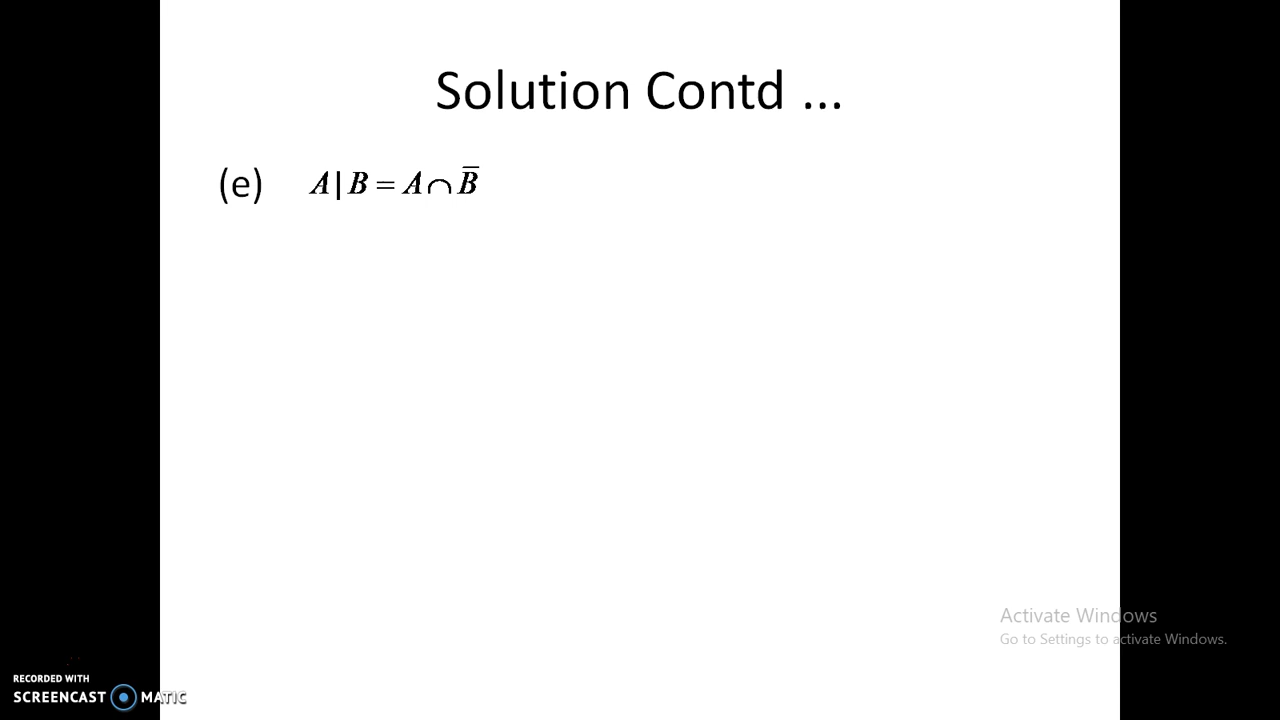 Solution Contd ...
(e) A | B = A ∩ B̅
Activate Windows
Go to Settings to activate Windows.
RECORDED WITH
SCREENCAST MATIC